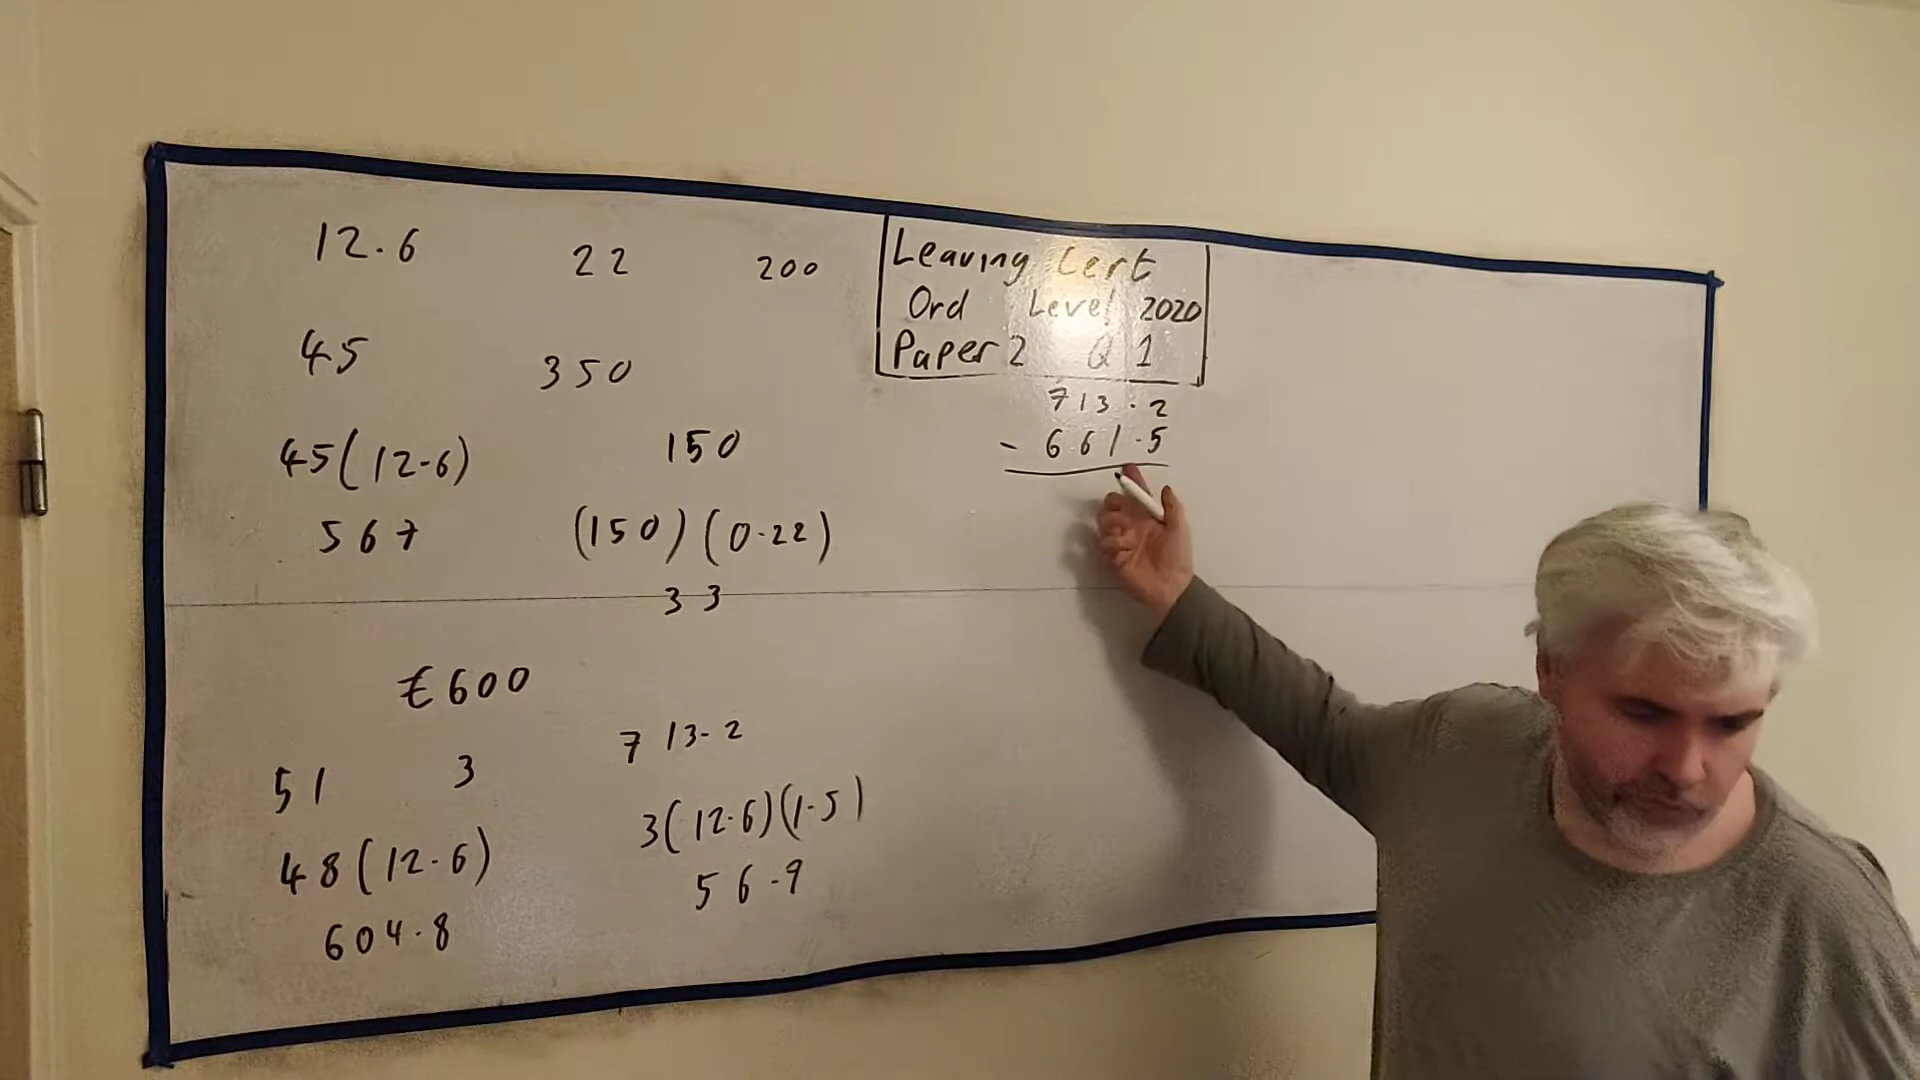 12.6 22 200
45 350
45(12.6) 150
567 (150)(0.22)
33
€600
51 3 713.2
48(12.6) 3(12.6)(1.5)
604.8 56.9
Leaving Cert
Ord Level 2020
Paper 2 Q 1
713.2
- 661.5